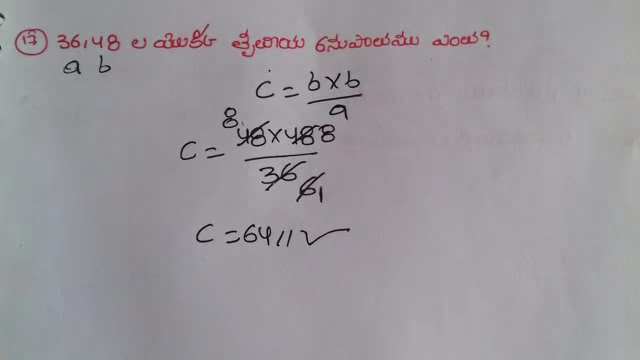 17 36,48 ల యొక్క తృతీయ అనుపాతము ఎంత?
a b
C = b×b / a
C = 8 48×48 8 / 36 6 1
C = 64 // ✓